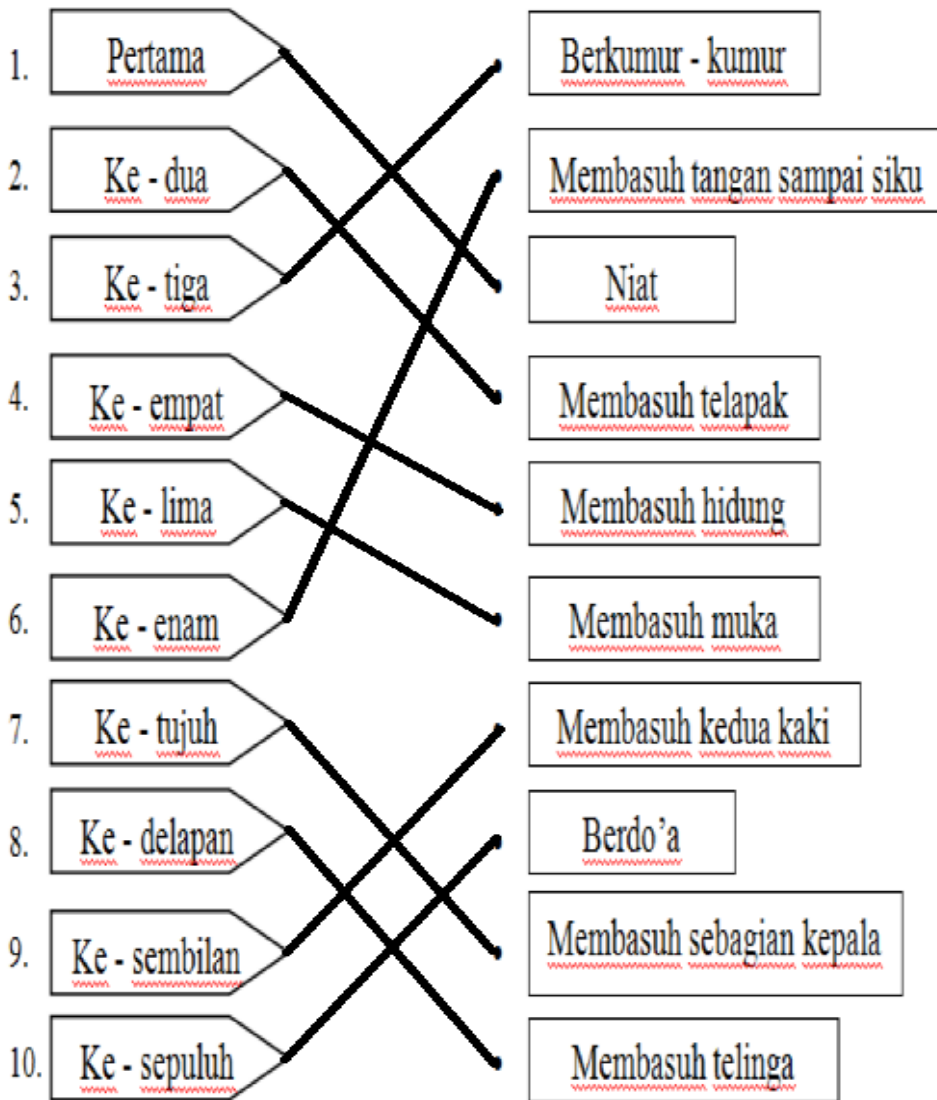 1. Pertama Berkumur - kumur
2. Ke - dua Membasuh tangan sampai siku
3. Ke - tiga Niat
4. Ke - empat Membasuh telapak
5. Ke - lima Membasuh hidung
6. Ke - enam Membasuh muka
7. Ke - tujuh Membasuh kedua kaki
8. Ke - delapan Berdo’a
9. Ke - sembilan Membasuh sebagian kepala
10. Ke - sepuluh Membasuh telinga